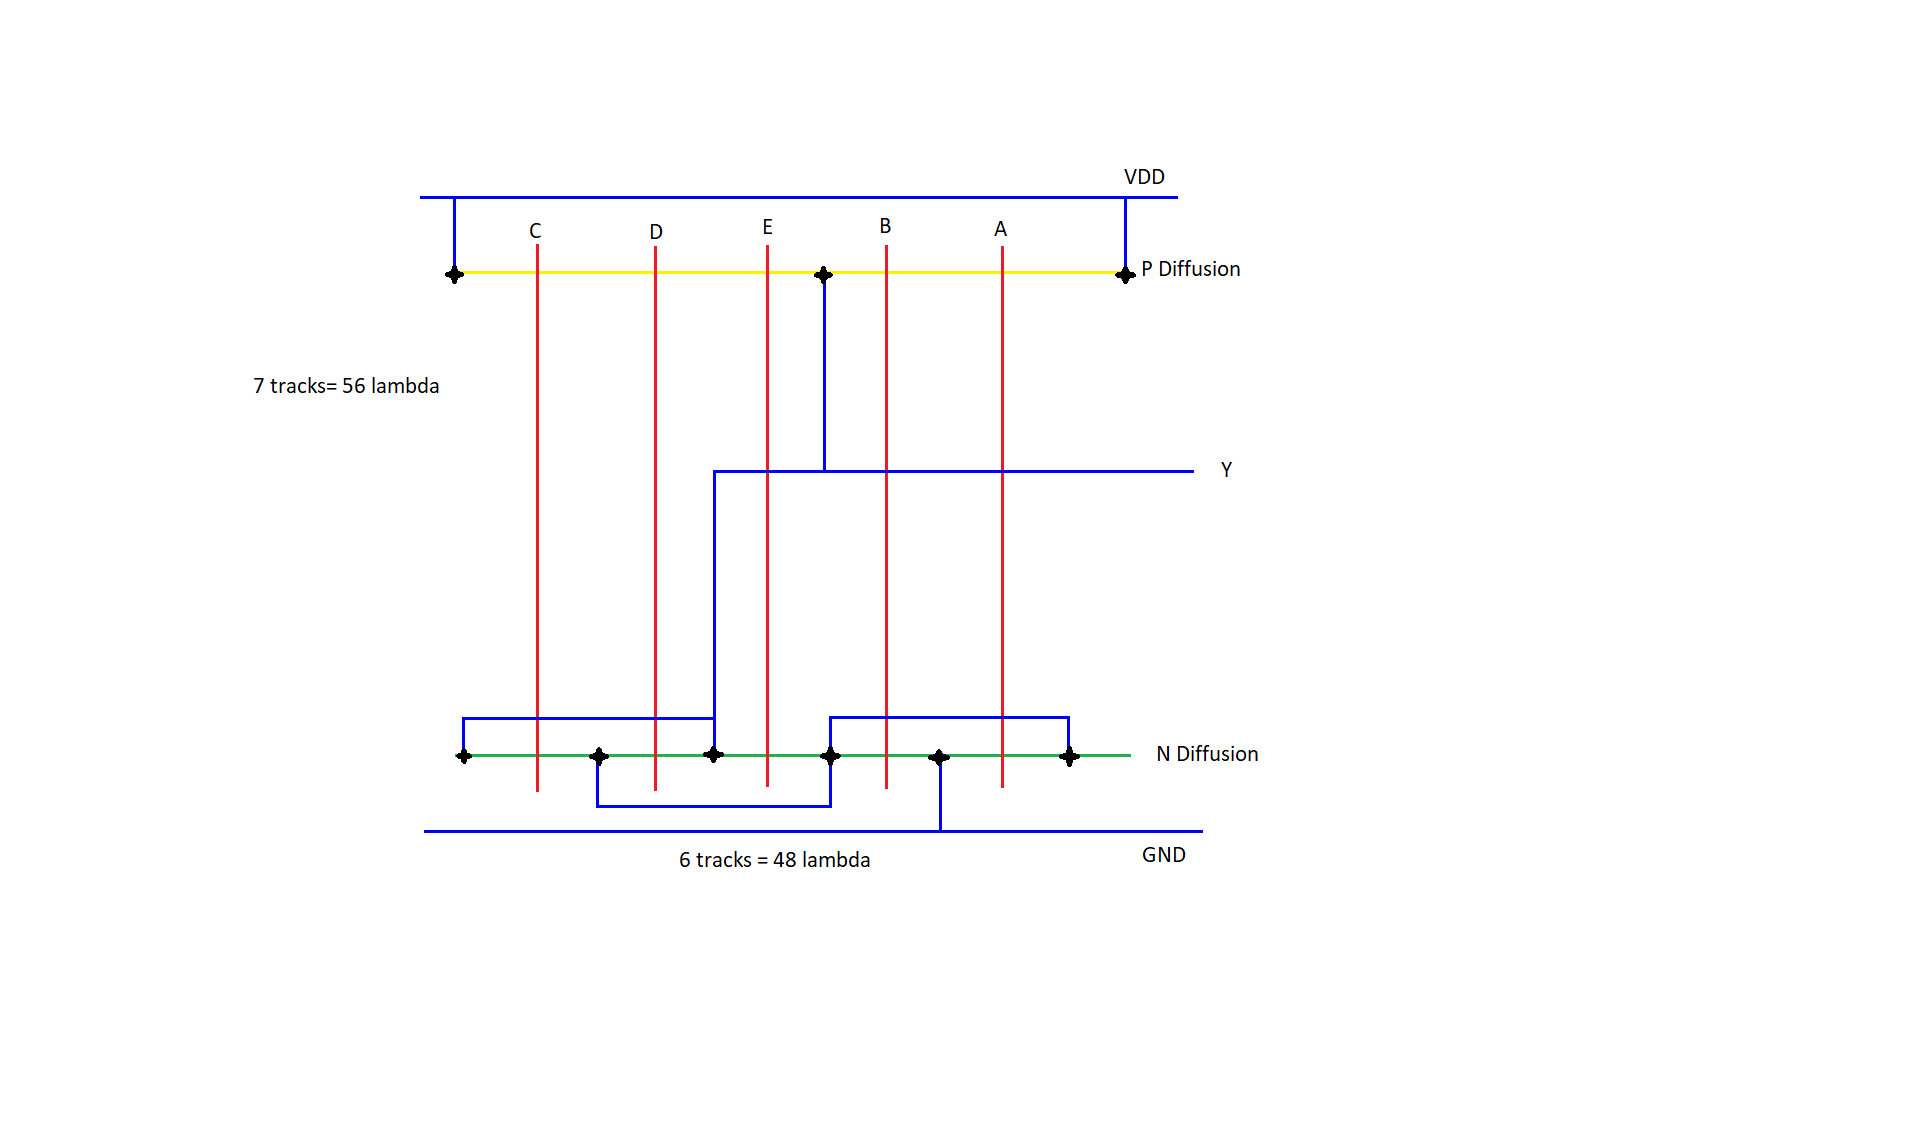 VDD
C
D
E
B
A
P Diffusion
7 tracks= 56 lambda
Y
N Diffusion
6 tracks = 48 lambda
GND